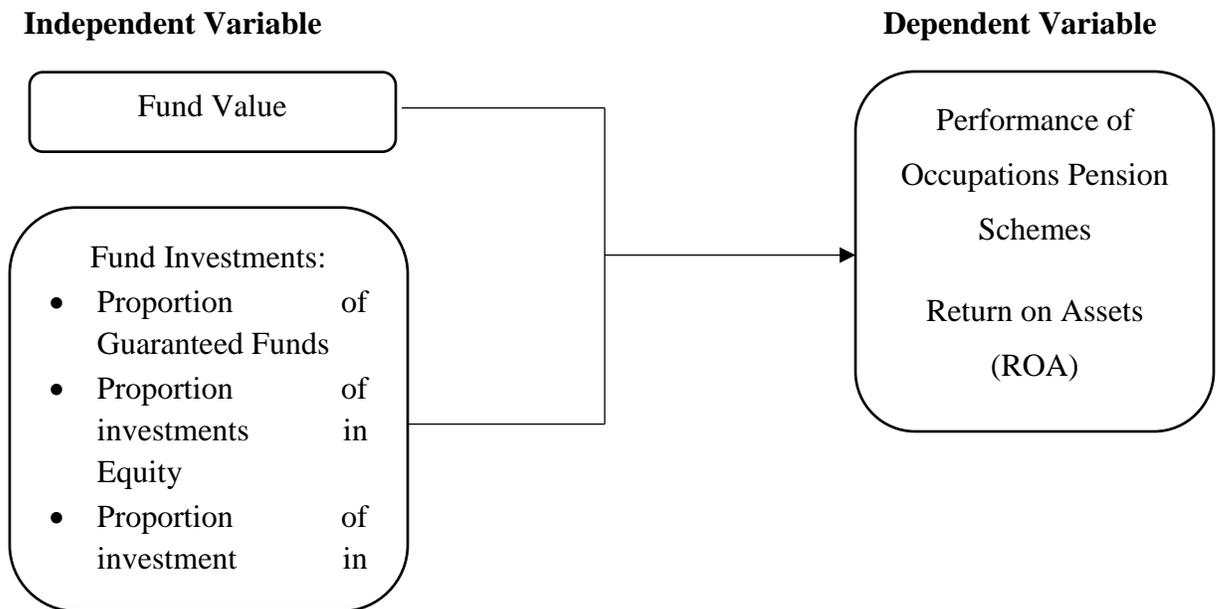 Independent Variable
Dependent Variable
Fund Value
Fund Investments:
• Proportion of
Guaranteed Funds
• Proportion of
investments in
Equity
• Proportion of
investment in
Performance of
Occupations Pension
Schemes
Return on Assets
(ROA)